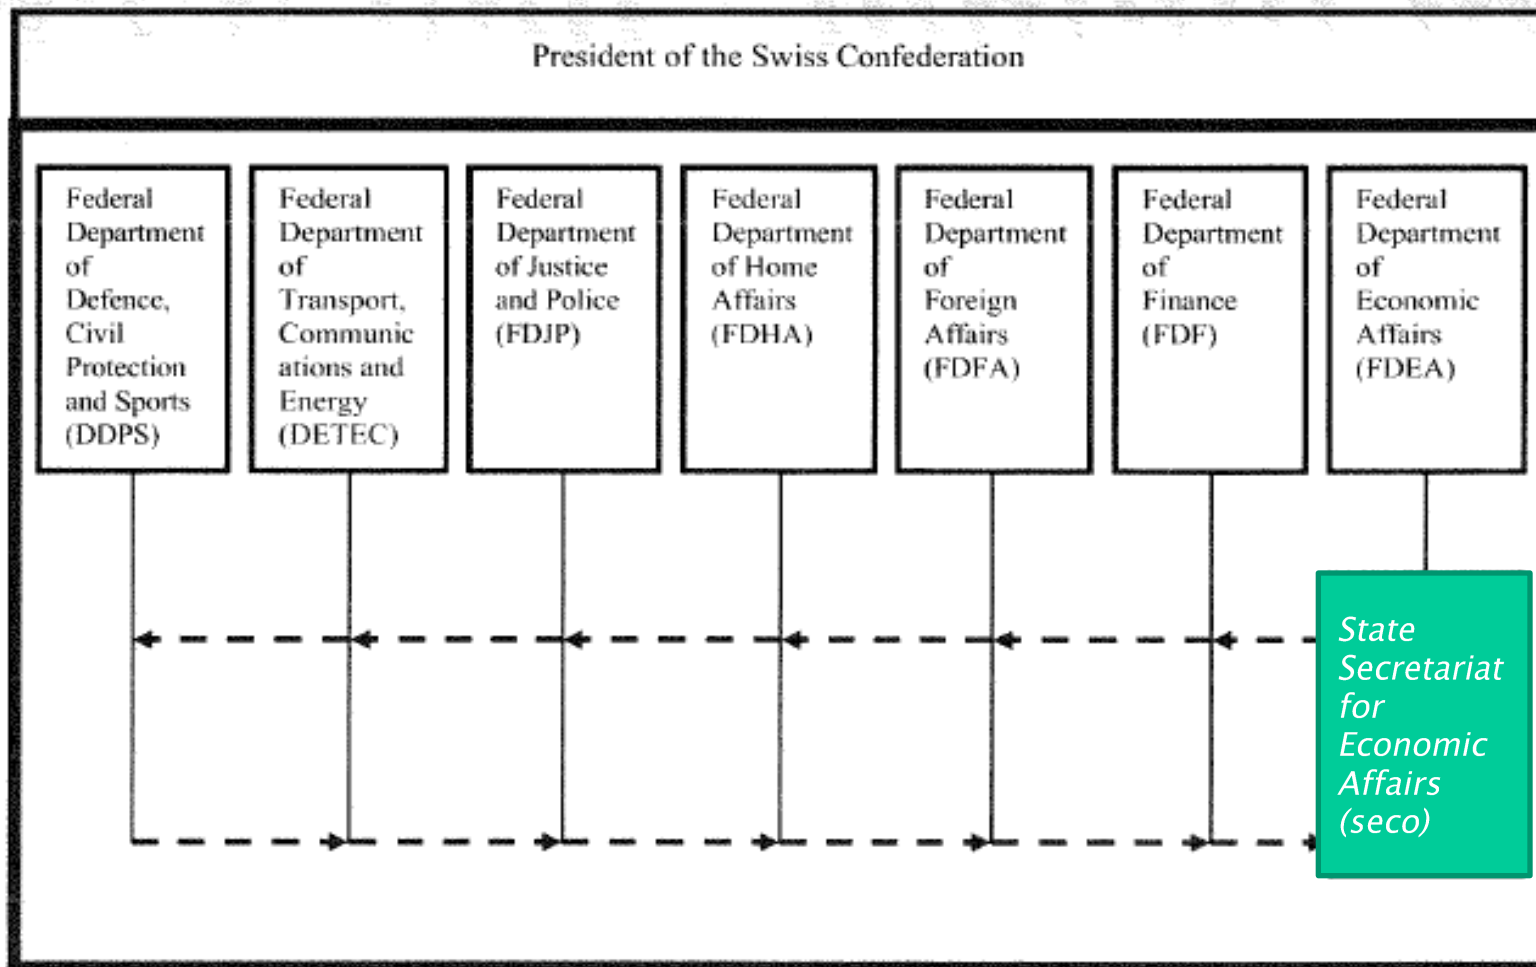 President of the Swiss Confederation
Federal
Department
of
Defence,
Civil
Protection
and Sports
(DDPS)
Federal
Department
of
Transport,
Communic
ations and
Energy
(DETEC)
Federal
Department
of Justice
and Police
(FDJP)
Federal
Department
of Home
Affairs
(FDHA)
Federal
Department
of
Foreign
Affairs
(FDFA)
Federal
Department
of
Finance
(FDF)
Federal
Department
of
Economic
Affairs
(FDEA)
State
Secretariat
for
Economic
Affairs
(seco)